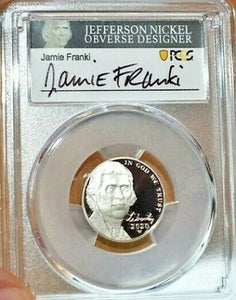 JEFFERSON NICKEL
OBVERSE DESIGNER
Jamie Franki
PCGS
Jamie Franki
IN GOD WE TRUST
Liberty
2020